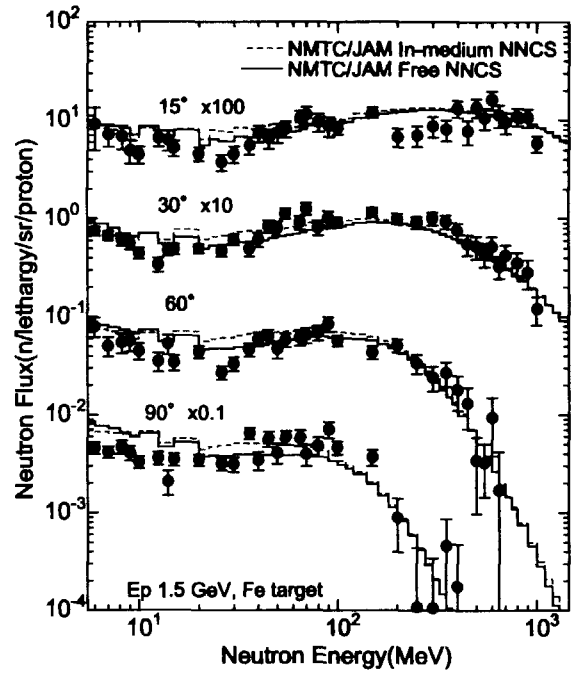 10²
NMTC/JAM In-medium NNCS
NMTC/JAM Free NNCS
15° x100
10¹
30° x10
10⁰
60°
10⁻¹
10⁻²
90° x0.1
10⁻³
Ep 1.5 GeV, Fe target
10⁻⁴
10¹
10²
10³
Neutron Energy(MeV)
Neutron Flux(n/lethargy/sr/proton)